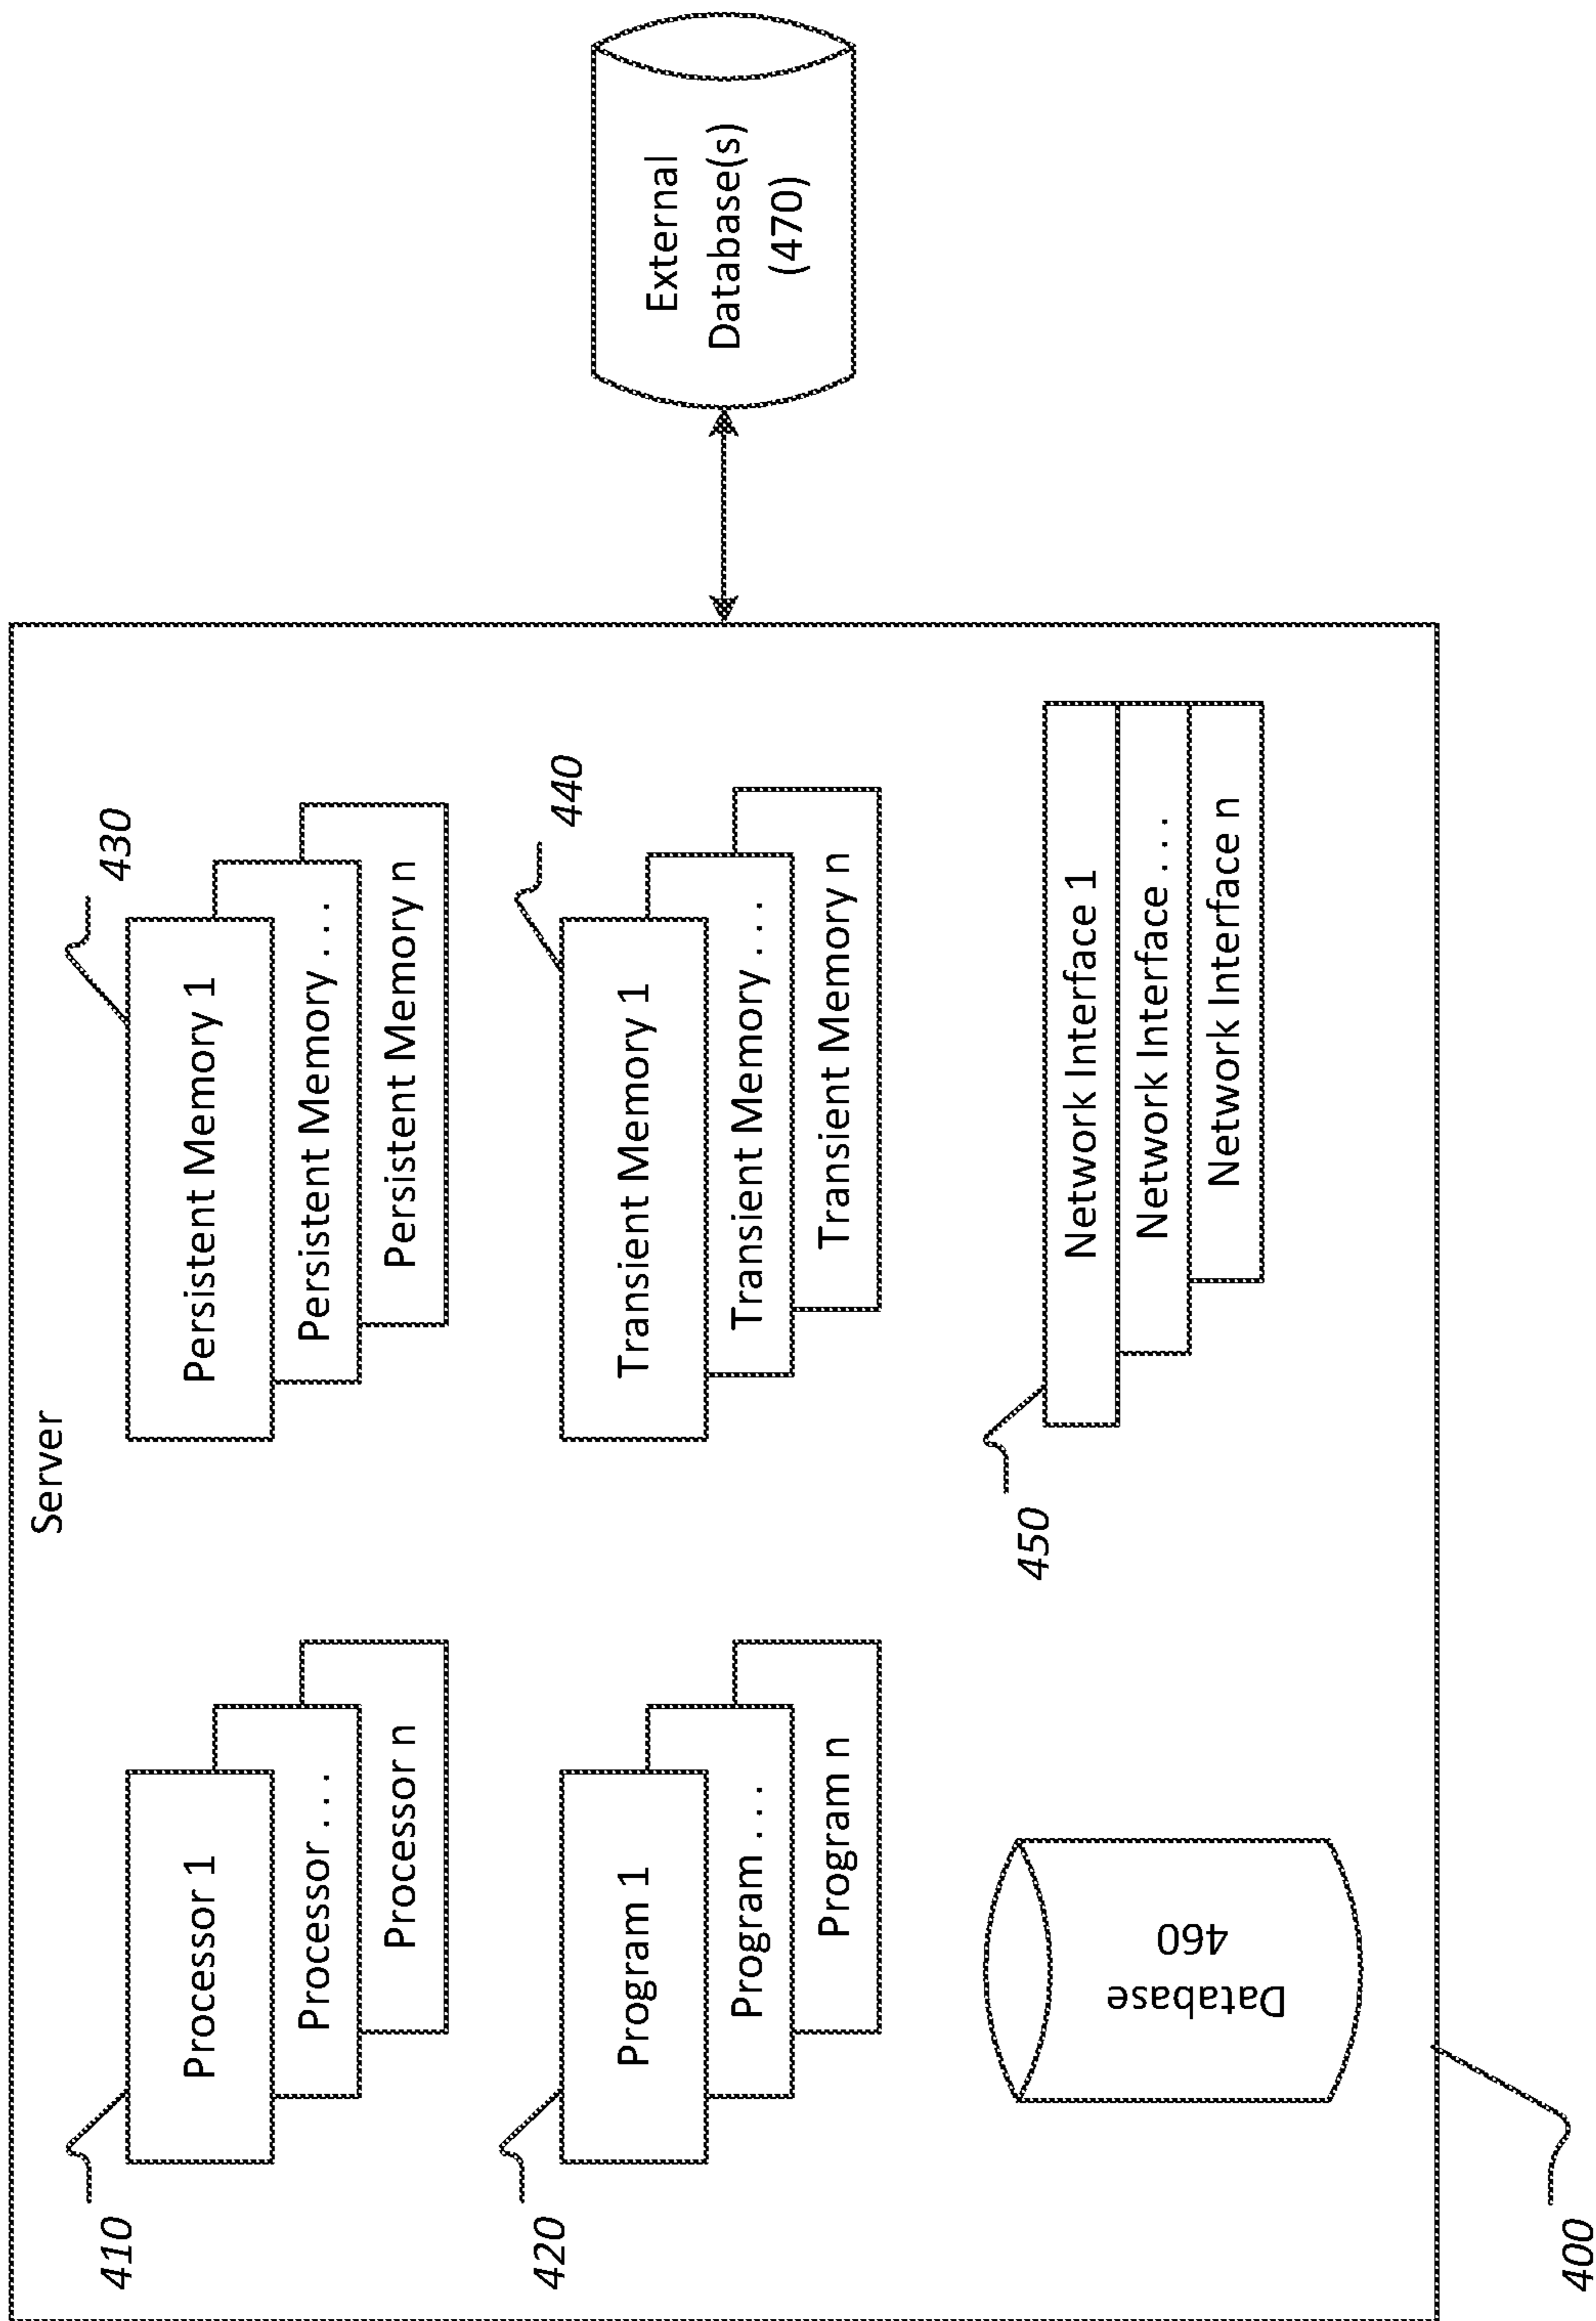 Server
410
Processor 1
Processor . . .
Processor n
430
Persistent Memory 1
Persistent Memory . . .
Persistent Memory n
420
Program 1
Program . . .
Program n
440
Transient Memory 1
Transient Memory . . .
Transient Memory n
Database
460
450
Network Interface 1
Network Interface . . .
Network Interface n
400
External
Database(s)
(470)